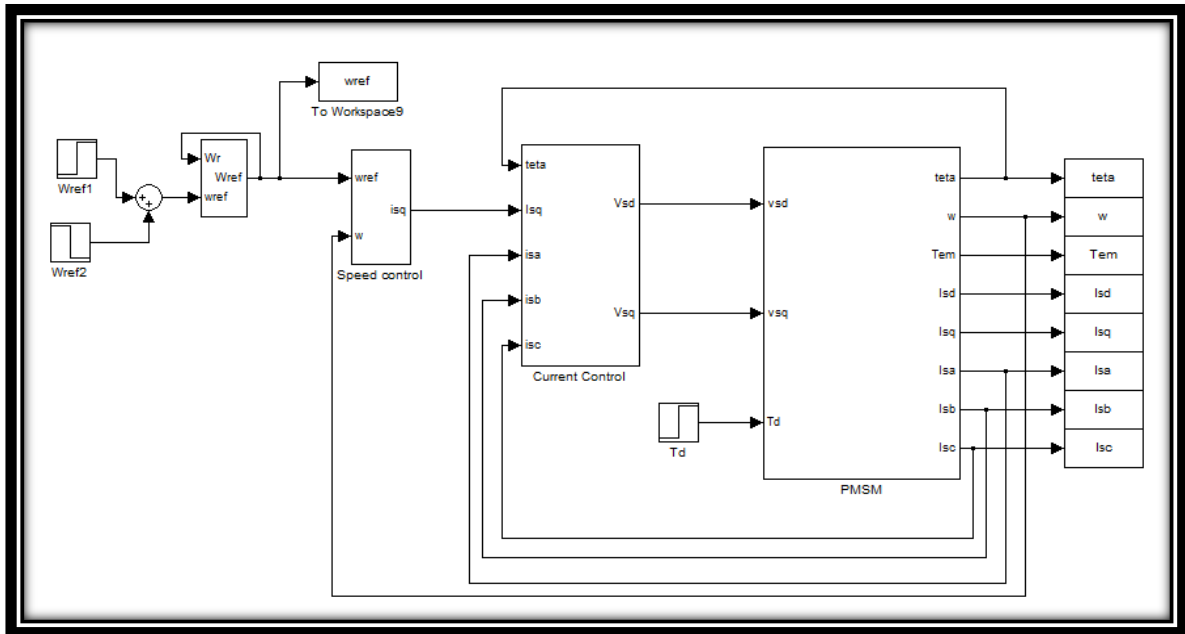 wref
To Workspace9
Wref1
Wref2
Wr
Wref
wref
wref
isq
w
Speed control
teta
Isq
isa
isb
isc
Vsd
Vsq
Current Control
Td
vsd
vsq
Td
teta
w
Tem
Isd
Isq
Isa
Isb
Isc
PMSM
teta
w
Tem
Isd
Isq
Isa
Isb
Isc